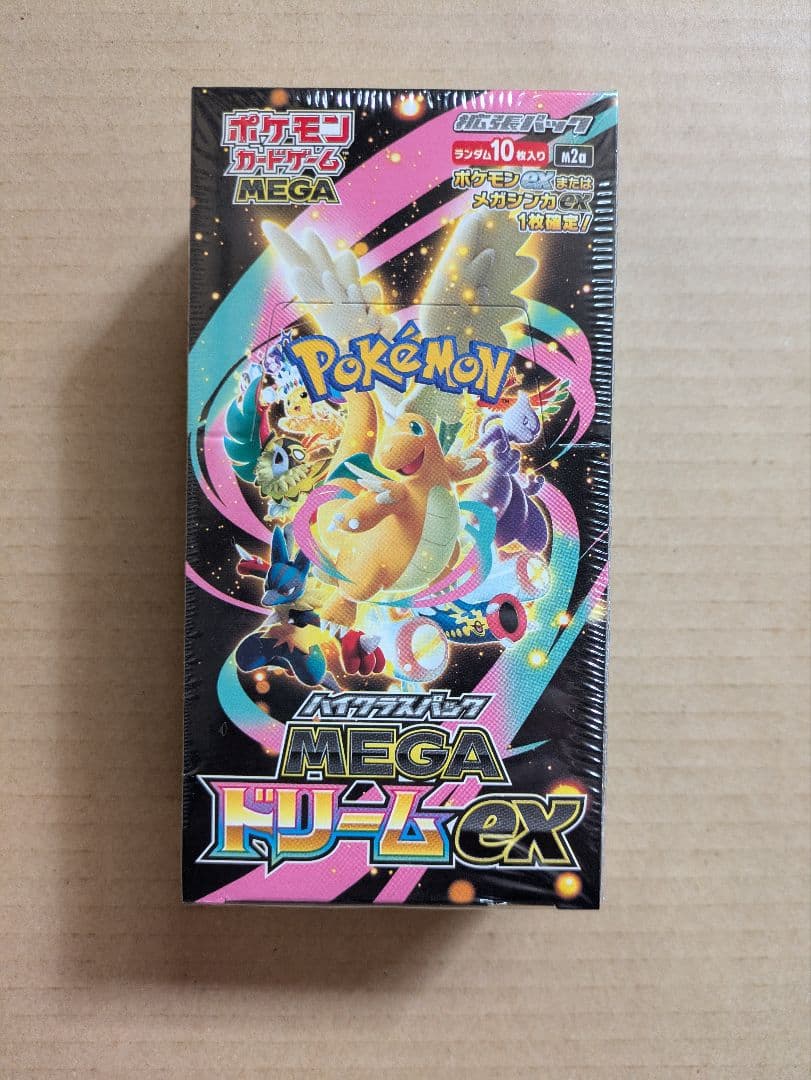 ポケモン
カードゲーム
MEGA
拡張パック
ランダム10枚入り m2a
ポケモンexまたは
メガシンカex
1枚確定!
POKéMON
TM
ハイクラスパック
MEGA
ドリームex